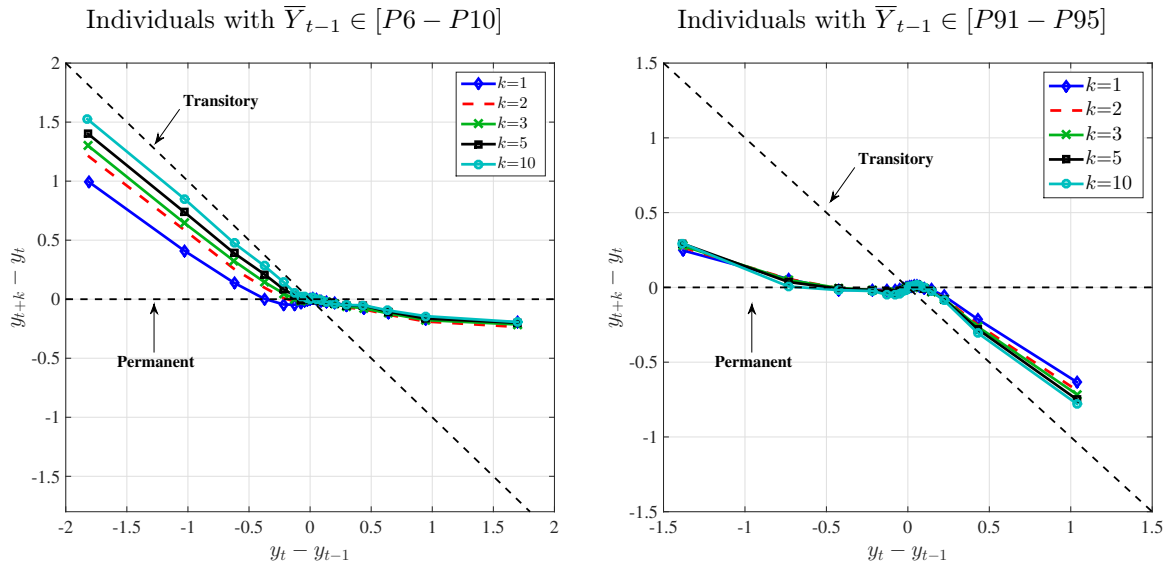 Individuals with Y̅ₜ₋₁ ∈ [P6 − P10]
2
1.5
1
0.5
0
-0.5
-1
-1.5
yₜ₊ₖ − yₜ
Transitory
Permanent
k=1
k=2
k=3
k=5
k=10
-2
-1.5
-1
-0.5
0
0.5
1
1.5
2
yₜ − yₜ₋₁
Individuals with Y̅ₜ₋₁ ∈ [P91 − P95]
1.5
1
0.5
0
-0.5
-1
-1.5
yₜ₊ₖ − yₜ
Transitory
Permanent
k=1
k=2
k=3
k=5
k=10
-1.5
-1
-0.5
0
0.5
1
1.5
yₜ − yₜ₋₁